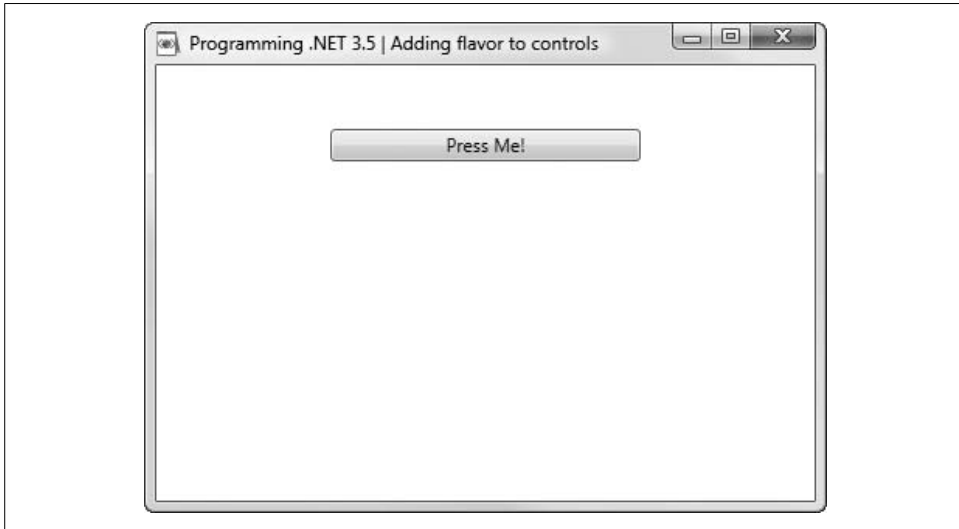 Programming .NET 3.5 | Adding flavor to controls
Press Me!